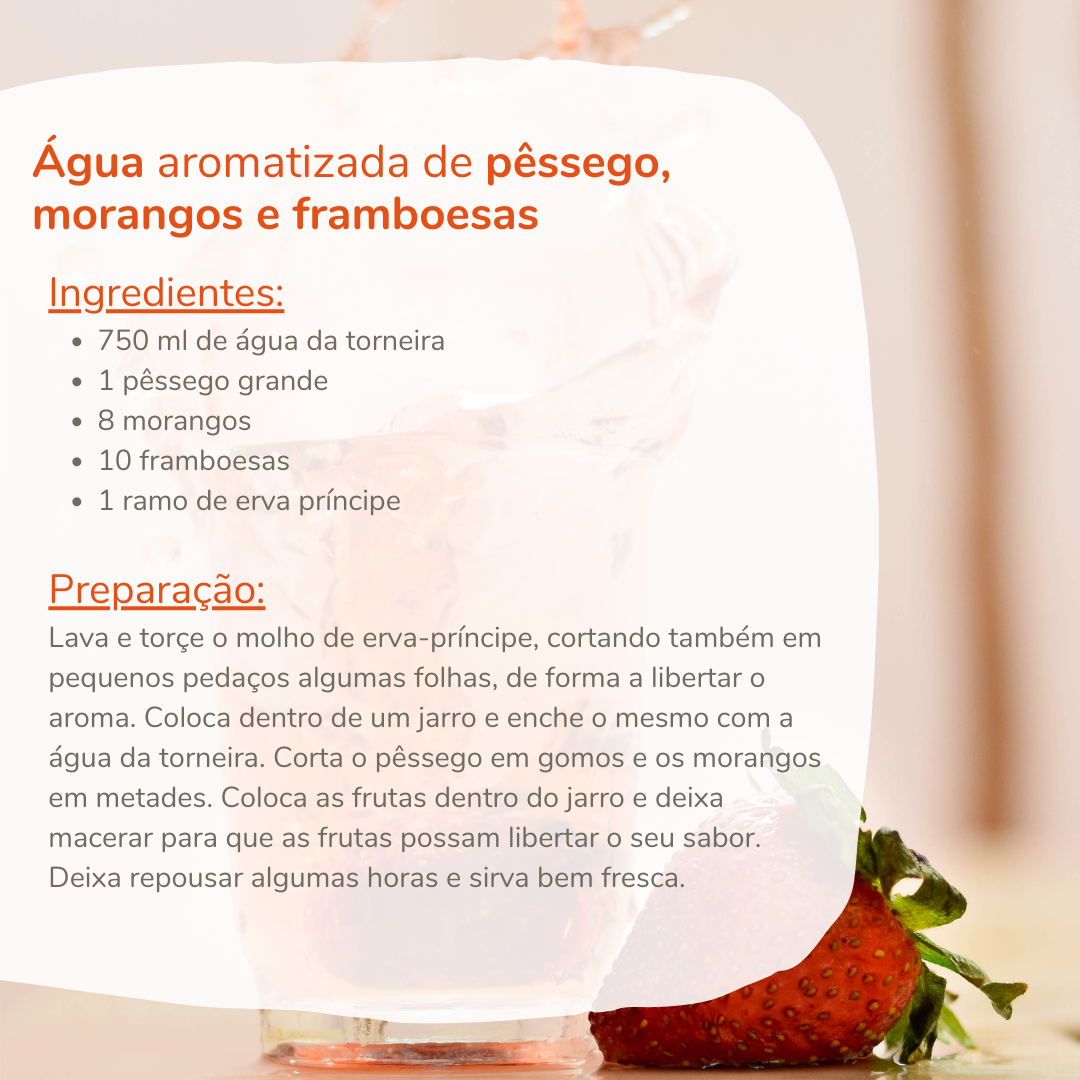 Água aromatizada de pêssego,
morangos e framboesas
Ingredientes:
• 750 ml de água da torneira
• 1 pêssego grande
• 8 morangos
• 10 framboesas
• 1 ramo de erva príncipe
Preparação:
Lava e torçe o molho de erva-príncipe, cortando também em
pequenos pedaços algumas folhas, de forma a libertar o
aroma. Coloca dentro de um jarro e enche o mesmo com a
água da torneira. Corta o pêssego em gomos e os morangos
em metades. Coloca as frutas dentro do jarro e deixa
macerar para que as frutas possam libertar o seu sabor.
Deixa repousar algumas horas e sirva bem fresca.